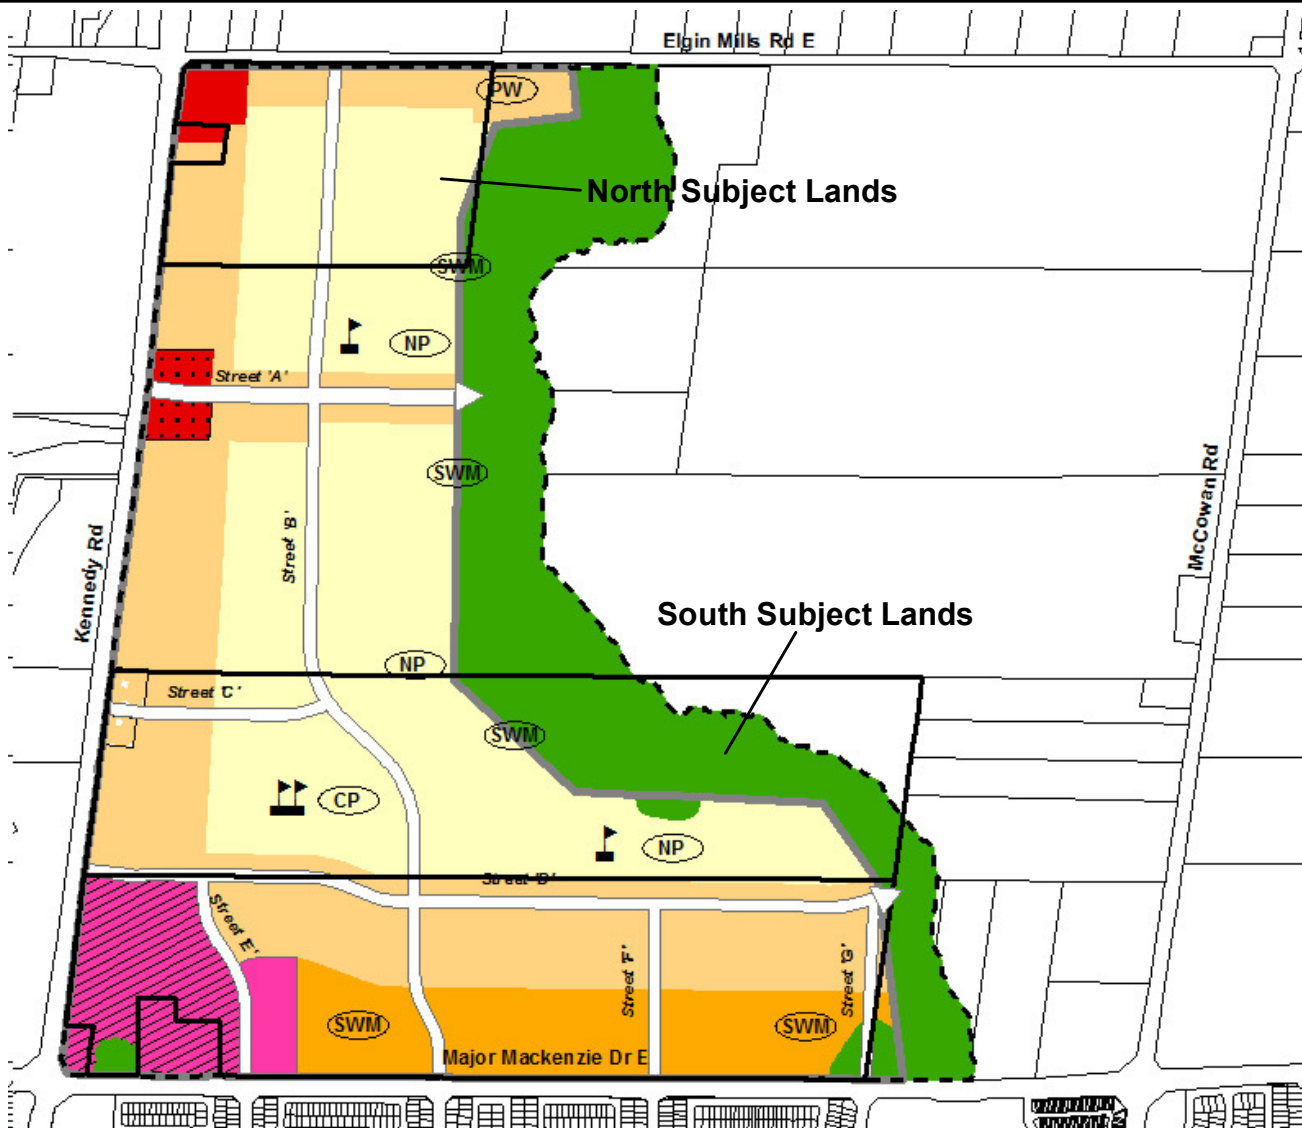 Elgin Mills Rd E
PW
North Subject Lands
SWM
NP
Street 'A'
SWM
McCowan Rd
Street 'B'
Kennedy Rd
South Subject Lands
NP
Street 'C'
SWM
CP
NP
Street 'D'
Street 'E'
Street 'F'
Street 'G'
SWM
SWM
Major Mackenzie Dr E